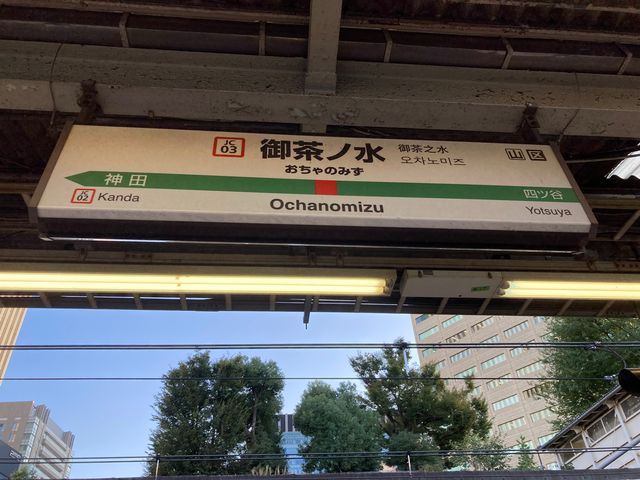 JC
03
御茶ノ水
おちゃのみず
御茶之水
오차노미즈
山区
神田
JC
02
Kanda
Ochanomizu
四ツ谷
Yotsuya